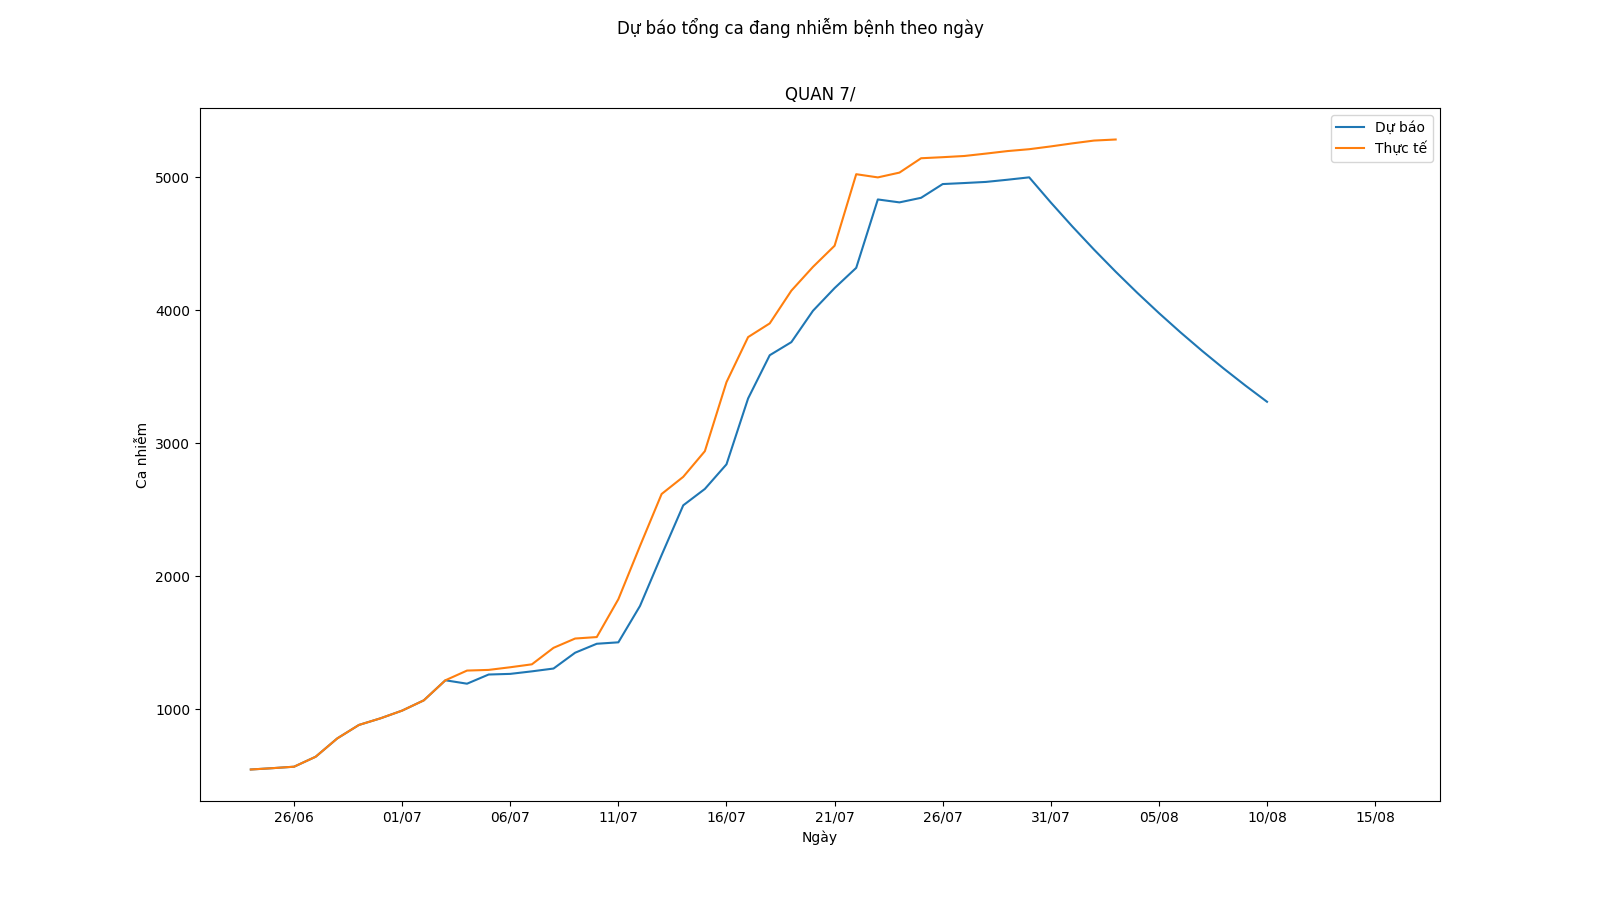 Dự báo tổng ca đang nhiễm bệnh theo ngày
QUAN 7/
Dự báo
Thực tế
5000
4000
3000
2000
1000
Ca nhiễm
26/06
01/07
06/07
11/07
16/07
21/07
26/07
31/07
05/08
10/08
15/08
Ngày